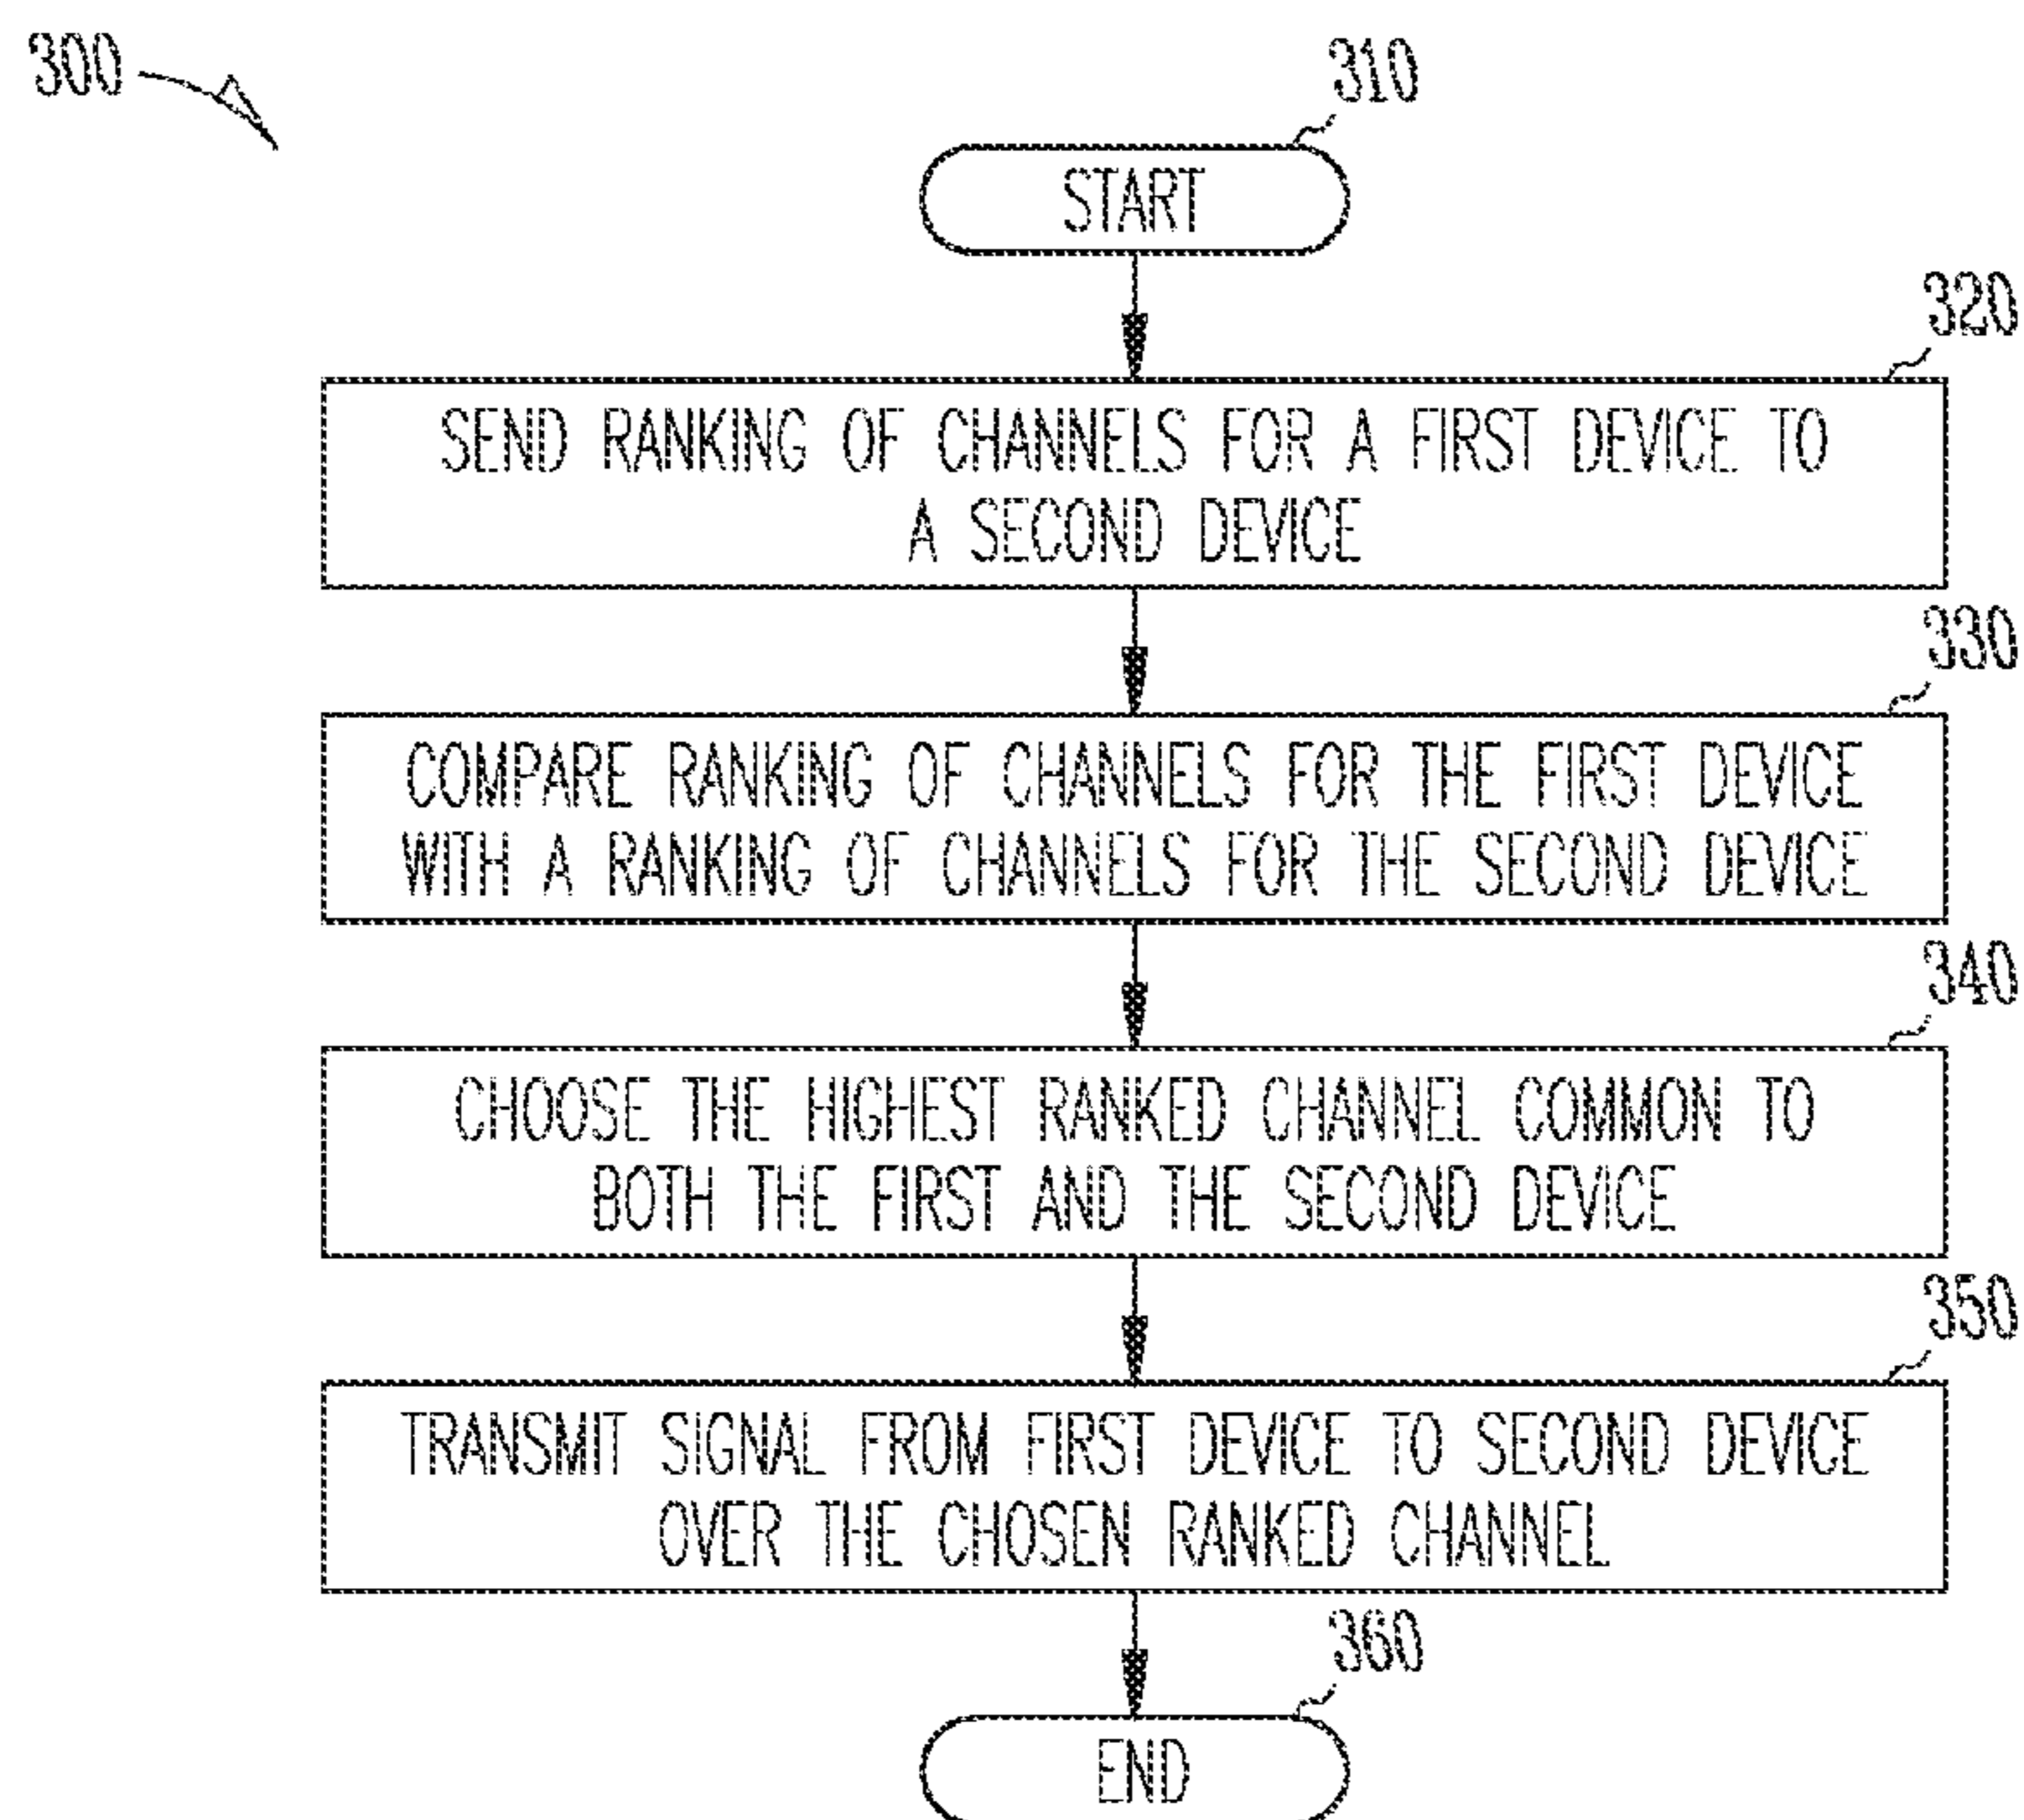 300
310
START
320
SEND RANKING OF CHANNELS FOR A FIRST DEVICE TO
A SECOND DEVICE
330
COMPARE RANKING OF CHANNELS FOR THE FIRST DEVICE
WITH A RANKING OF CHANNELS FOR THE SECOND DEVICE
340
CHOOSE THE HIGHEST RANKED CHANNEL COMMON TO
BOTH THE FIRST AND THE SECOND DEVICE
350
TRANSMIT SIGNAL FROM FIRST DEVICE TO SECOND DEVICE
OVER THE CHOSEN RANKED CHANNEL
360
END